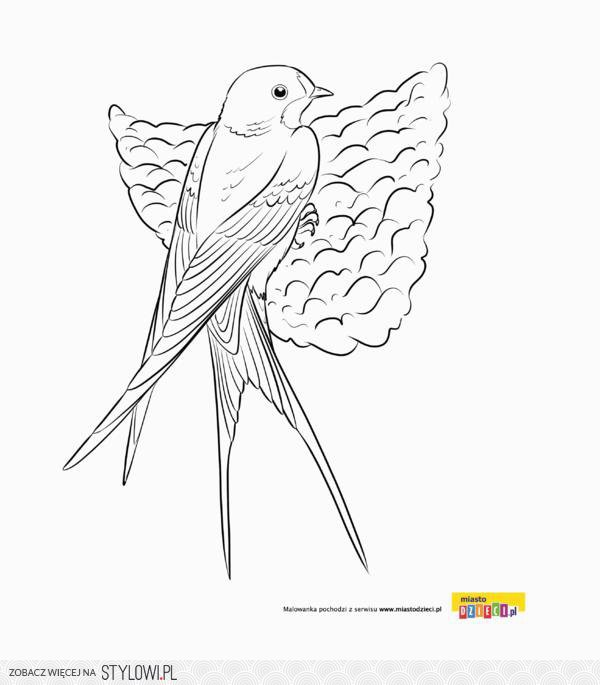 Malowanka pochodzi z serwisu www.miastodzieci.pl
miasto
DZIECI.pl
ZOBACZ WIĘCEJ NA STYLOWI.PL